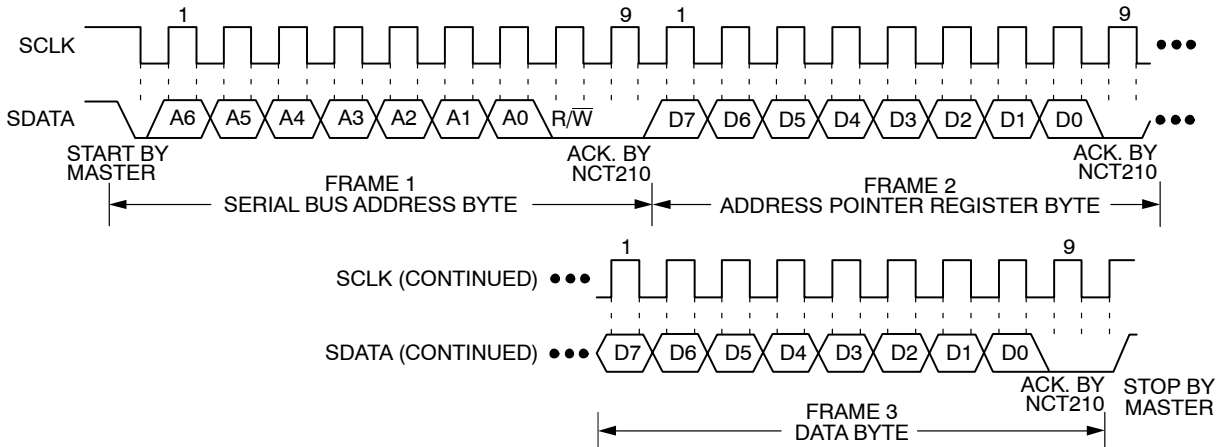 1 9 1 9
SCLK •••
SDATA A6 A5 A4 A3 A2 A1 A0 R/W̅ D7 D6 D5 D4 D3 D2 D1 D0 •••
START BY MASTER
ACK. BY NCT210
ACK. BY NCT210
FRAME 1
SERIAL BUS ADDRESS BYTE
FRAME 2
ADDRESS POINTER REGISTER BYTE
1 9
SCLK (CONTINUED) •••
SDATA (CONTINUED) ••• D7 D6 D5 D4 D3 D2 D1 D0
ACK. BY NCT210
STOP BY MASTER
FRAME 3
DATA BYTE